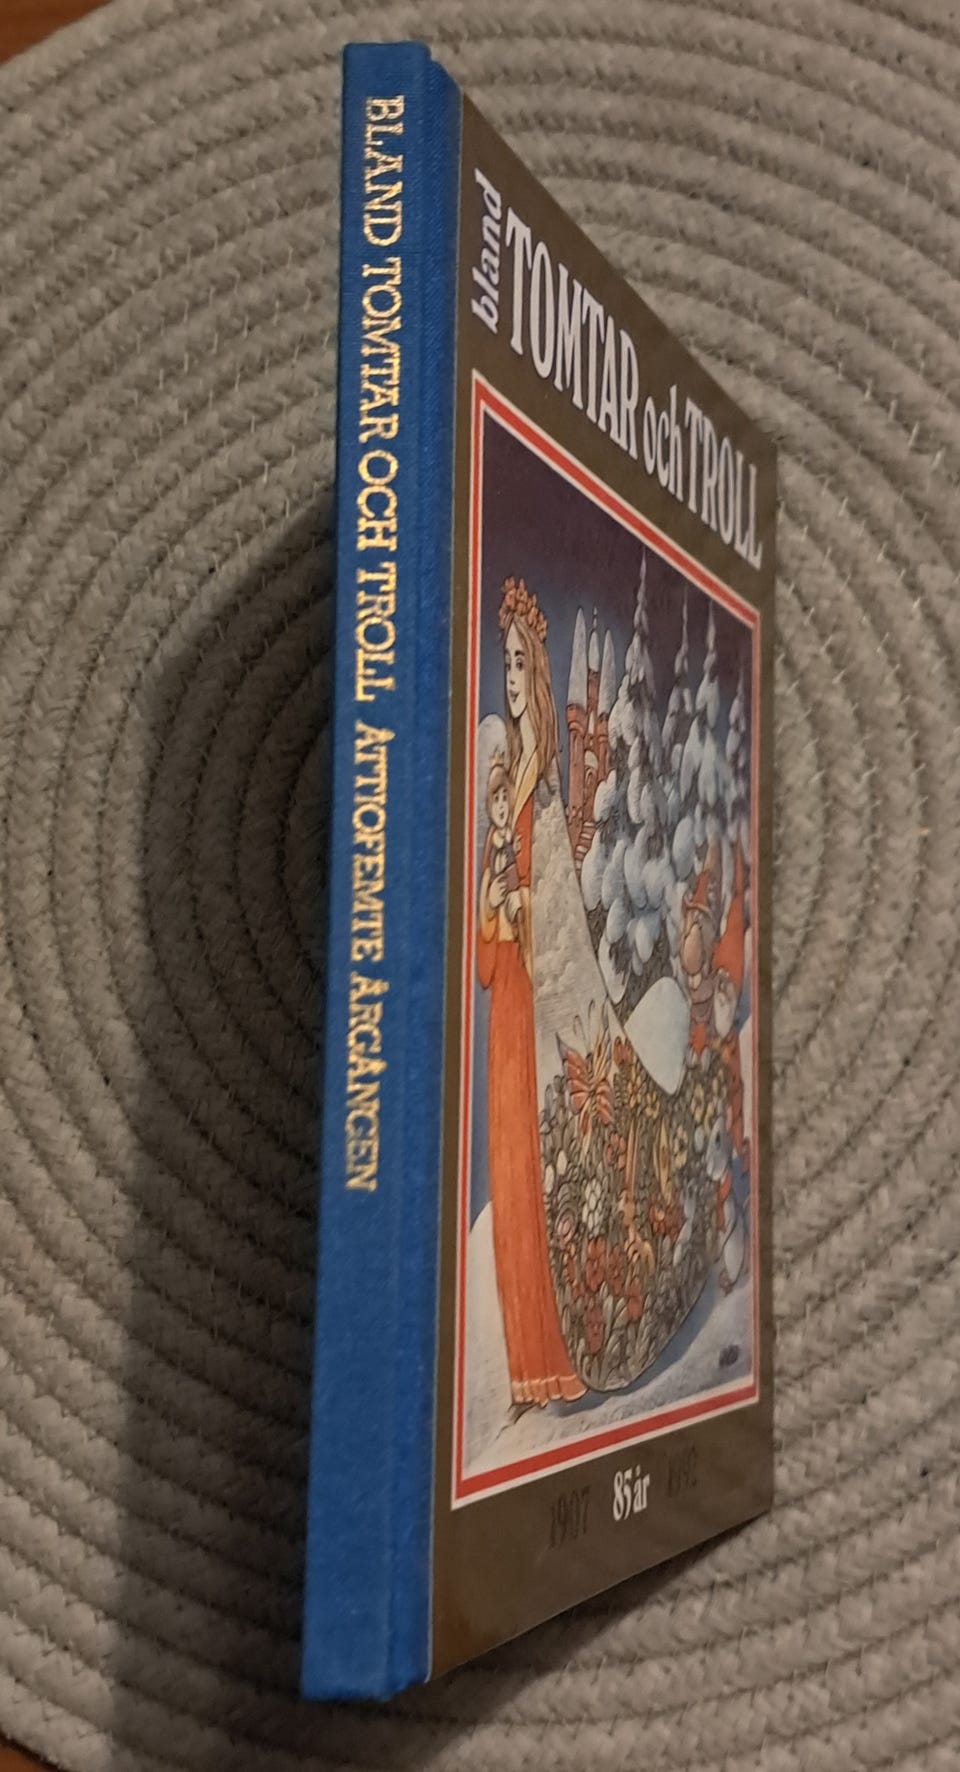 BLAND TOMTAR OCH TROLL ÅTTIOFEMTE ÅRGÅNGEN
bland
TOMTAR och TROLL
1907 85 år 1992